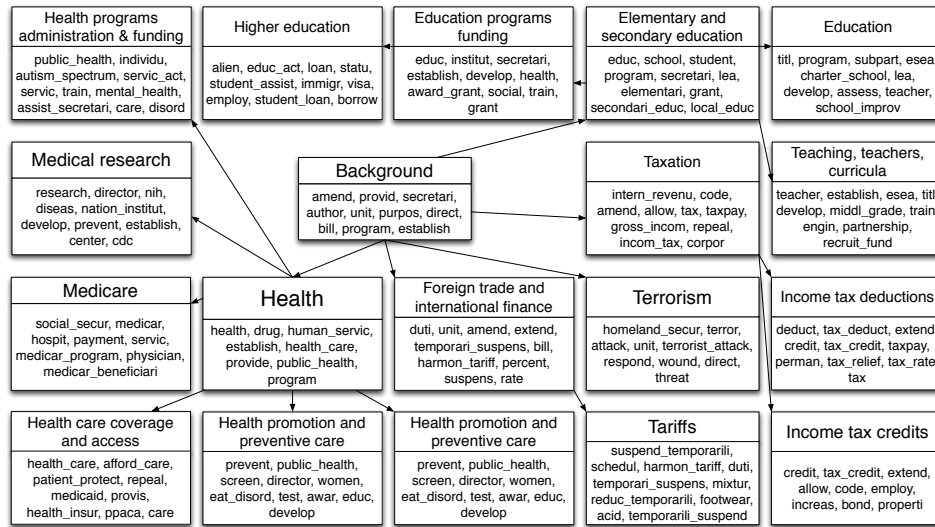 Health programs
administration & funding
public_health, individu,
autism_spectrum, servic_act,
servic, train, mental_health,
assist_secretari, care, disord
Higher education
alien, educ_act, loan, statu,
student_assist, immigr, visa,
employ, student_loan, borrow
Education programs
funding
educ, institut, secretari,
establish, develop, health,
award_grant, social, train,
grant
Elementary and
secondary education
educ, school, student,
program, secretari, lea,
elementari, grant,
secondari_educ, local_educ
Education
titl, program, subpart, esea,
charter_school, lea,
develop, assess, teacher,
school_improv
Medical research
research, director, nih,
diseas, nation_institut,
develop, prevent, establish,
center, cdc
Background
amend, provid, secretari,
author, unit, purpos, direct,
bill, program, establish
Taxation
intern_revenu, code,
amend, allow, tax, taxpay,
gross_incom, repeal,
incom_tax, corpor
Teaching, teachers,
curricula
teacher, establish, esea, titl,
develop, middl_grade, train,
engin, partnership,
recruit_fund
Medicare
social_secur, medicar,
hospit, payment, servic,
medicar_program, physician,
medicar_beneficiari
Health
health, drug, human_servic,
establish, health_care,
provide, public_health,
program
Foreign trade and
international finance
duti, unit, amend, extend,
temporari_suspens, bill,
harmon_tariff, percent,
suspens, rate
Terrorism
homeland_secur, terror,
attack, unit, terrorist_attack,
respond, wound, direct,
threat
Income tax deductions
deduct, tax_deduct, extend,
credit, tax_credit, taxpay,
perman, tax_relief, tax_rate,
tax
Health care coverage
and access
health_care, afford_care,
patient_protect, repeal,
medicaid, provis,
health_insur, ppaca, care
Health promotion and
preventive care
prevent, public_health,
screen, director, women,
eat_disord, test, awar, educ,
develop
Health promotion and
preventive care
prevent, public_health,
screen, director, women,
eat_disord, test, awar, educ,
develop
Tariffs
suspend_temporarili,
schedul, harmon_tariff, duti,
temporari_suspens, mixtur,
reduc_temporarili, footwear,
acid, temporarili_suspend
Income tax credits
credit, tax_credit, extend,
allow, code, employ,
increas, bond, properti